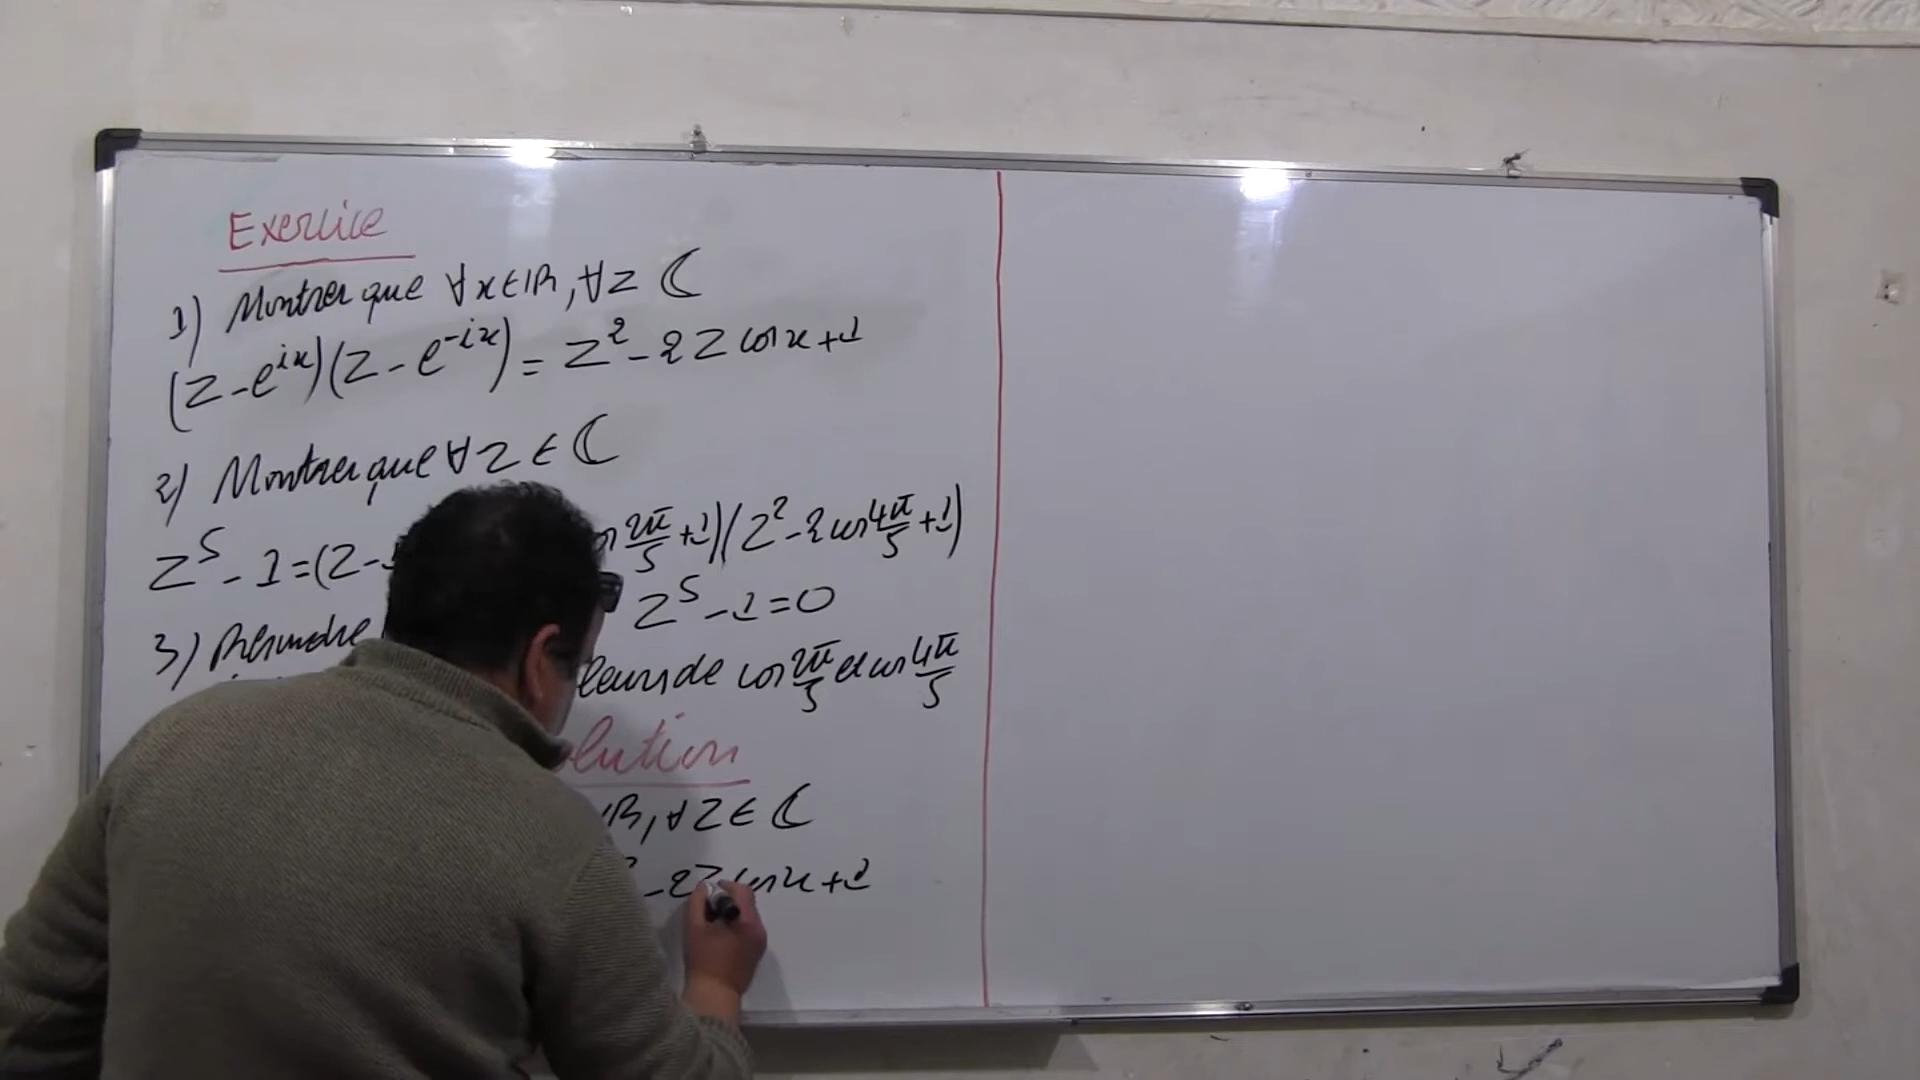 Exercice
1) Montrer que ∀x∈IR, ∀z ℂ
(z-e^{ix})(z-e^{-ix}) = z² - 2z cos x + 1
2) Montrer que ∀z ∈ ℂ
z⁵ - 1 = (z- 2π/5 + 1)(z² - 2 cos 4π/5 + 1)
3) Résoudre z⁵ - 1 = 0
leurs de cos 2π/5 et cos 4π/5
lution
IR, ∀z ∈ ℂ
² - 2z cos x + 1